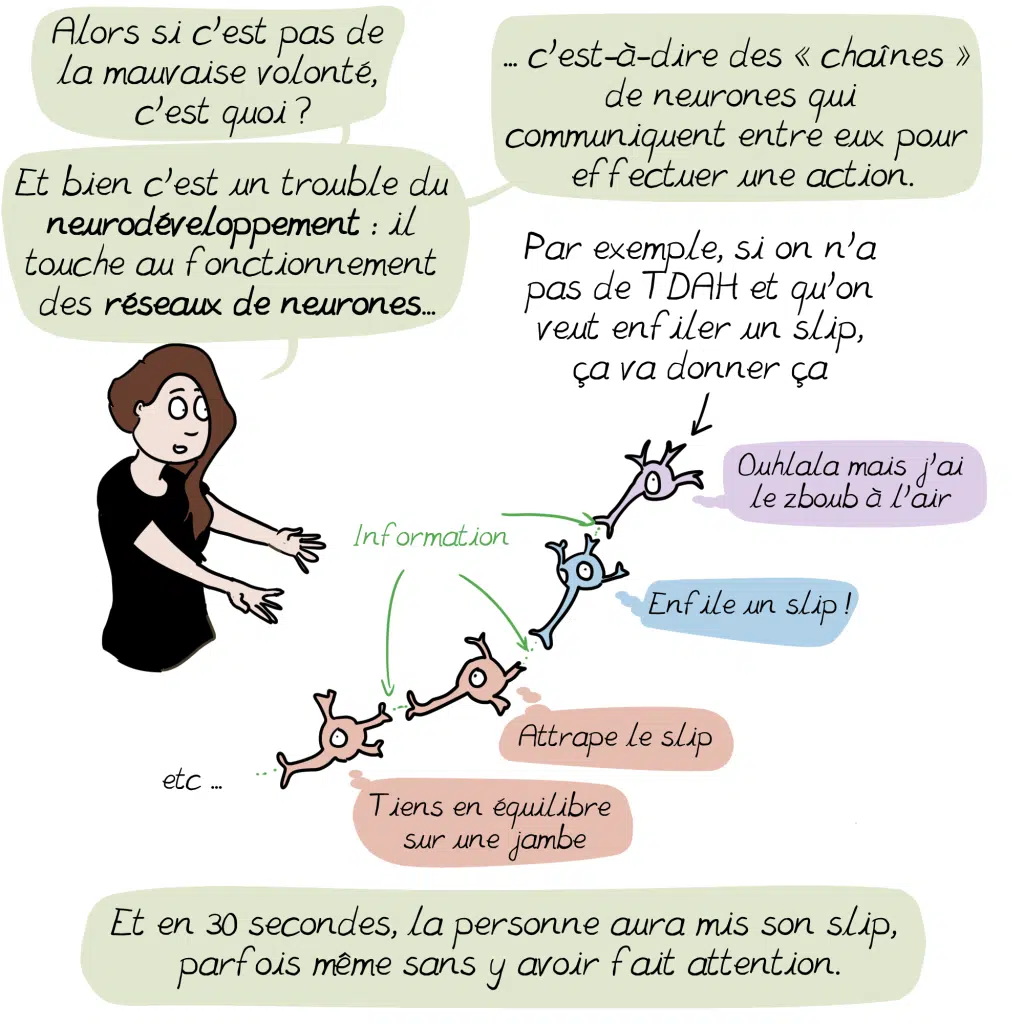 Alors si c'est pas de
la mauvaise volonté,
c'est quoi ?
Et bien c'est un trouble du
neurodéveloppement : il
touche au fonctionnement
des réseaux de neurones...
... c'est-à-dire des « chaînes »
de neurones qui
communiquent entre eux pour
effectuer une action.
Par exemple, si on n'a
pas de TDAH et qu'on
veut enfiler un slip,
ça va donner ça
Ouhlala mais j'ai
le zboub à l'air
Information
Enfile un slip !
Attrape le slip
Tiens en équilibre
sur une jambe
etc ...
Et en 30 secondes, la personne aura mis son slip,
parfois même sans y avoir fait attention.